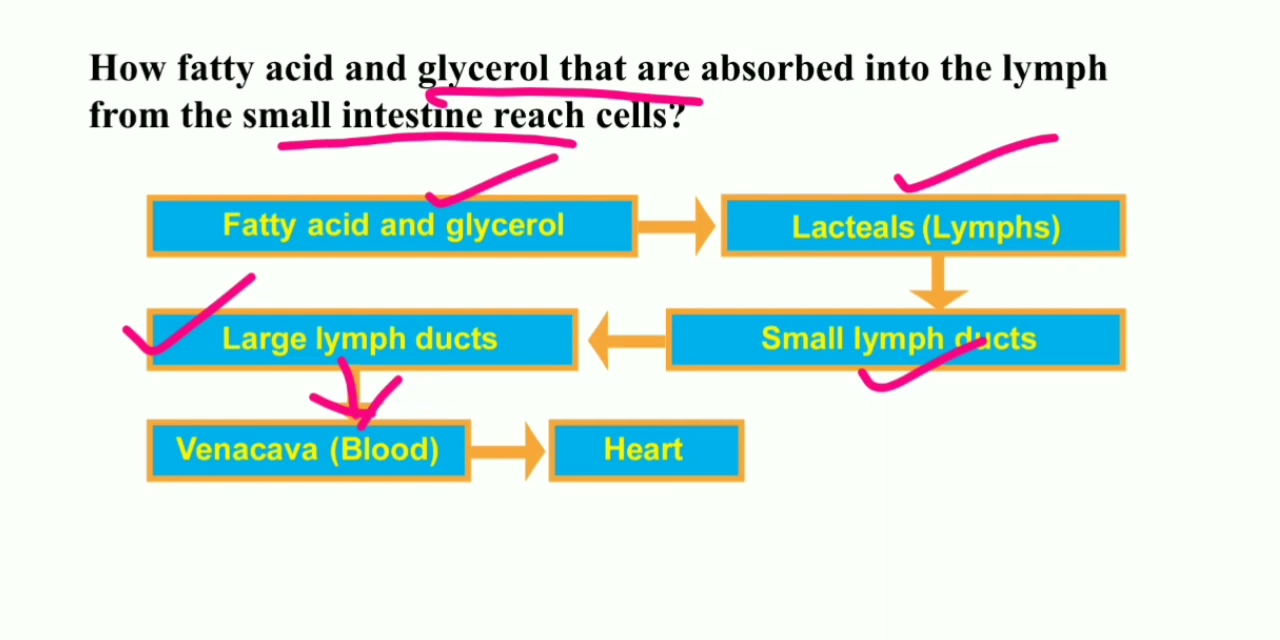 How fatty acid and glycerol that are absorbed into the lymph
from the small intestine reach cells?
Fatty acid and glycerol
Lacteals (Lymphs)
Small lymph ducts
Large lymph ducts
Venacava (Blood)
Heart